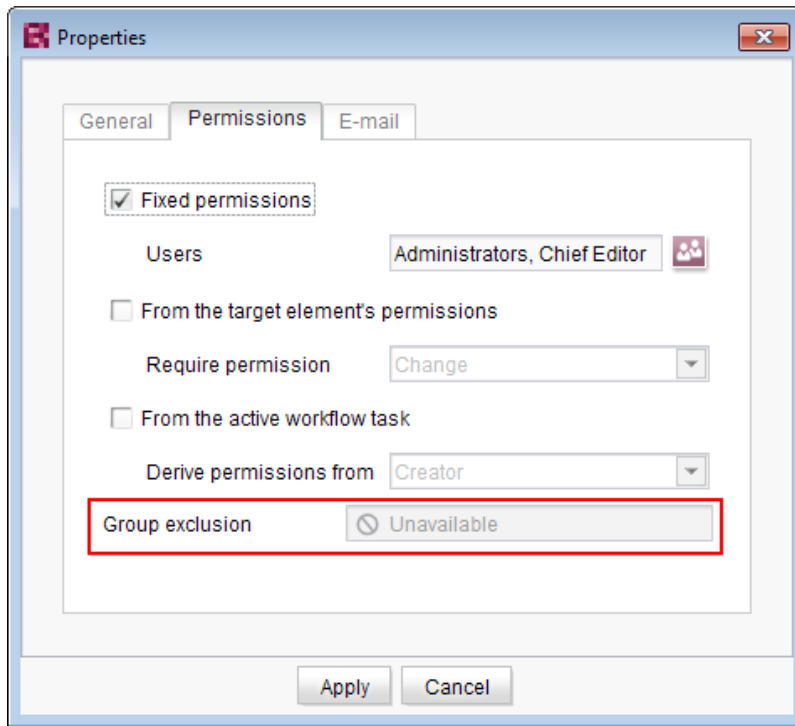 Properties
General Permissions E-mail
Fixed permissions
Users Administrators, Chief Editor
From the target element's permissions
Require permission Change
From the active workflow task
Derive permissions from Creator
Group exclusion Unavailable
Apply Cancel